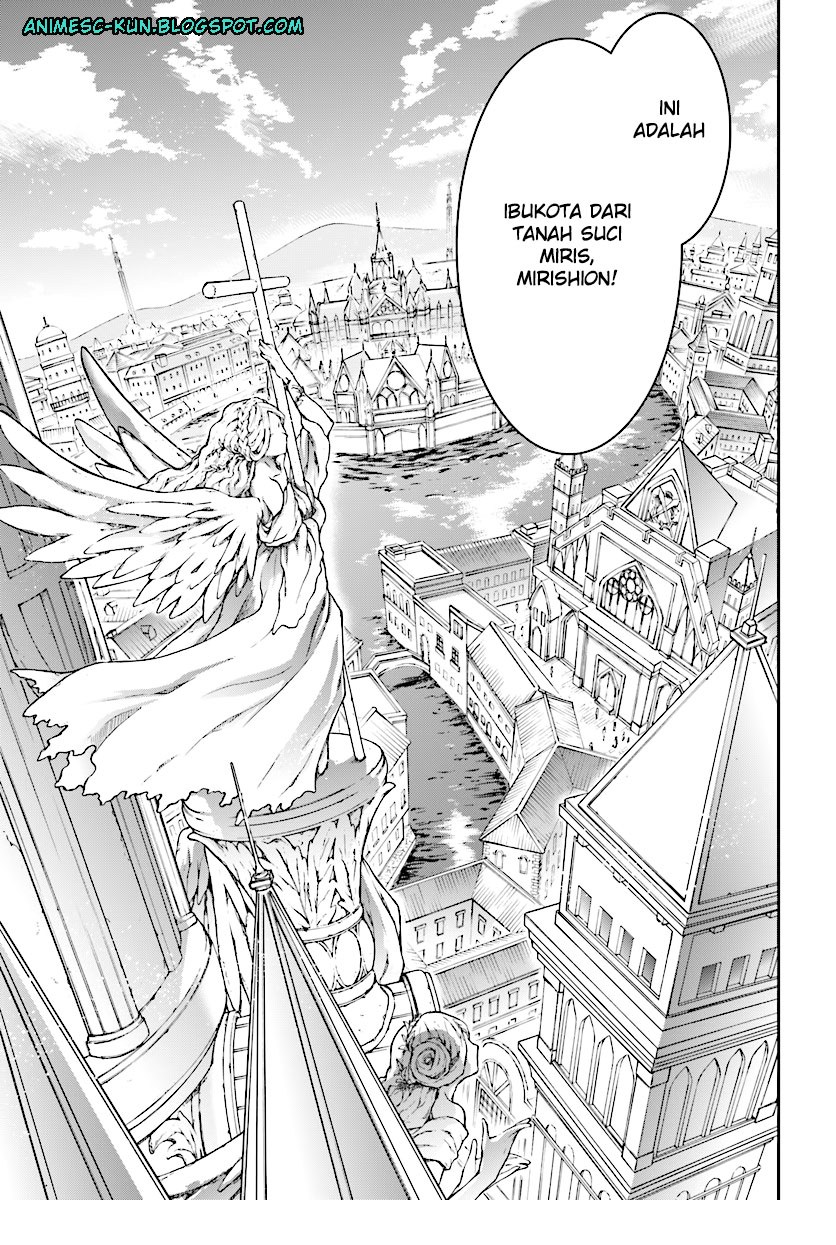 ANIMESC-KUN.BLOGSPOT.COM
INI
ADALAH
IBUKOTA DARI
TANAH SUCI
MIRIS,
MIRISHION!